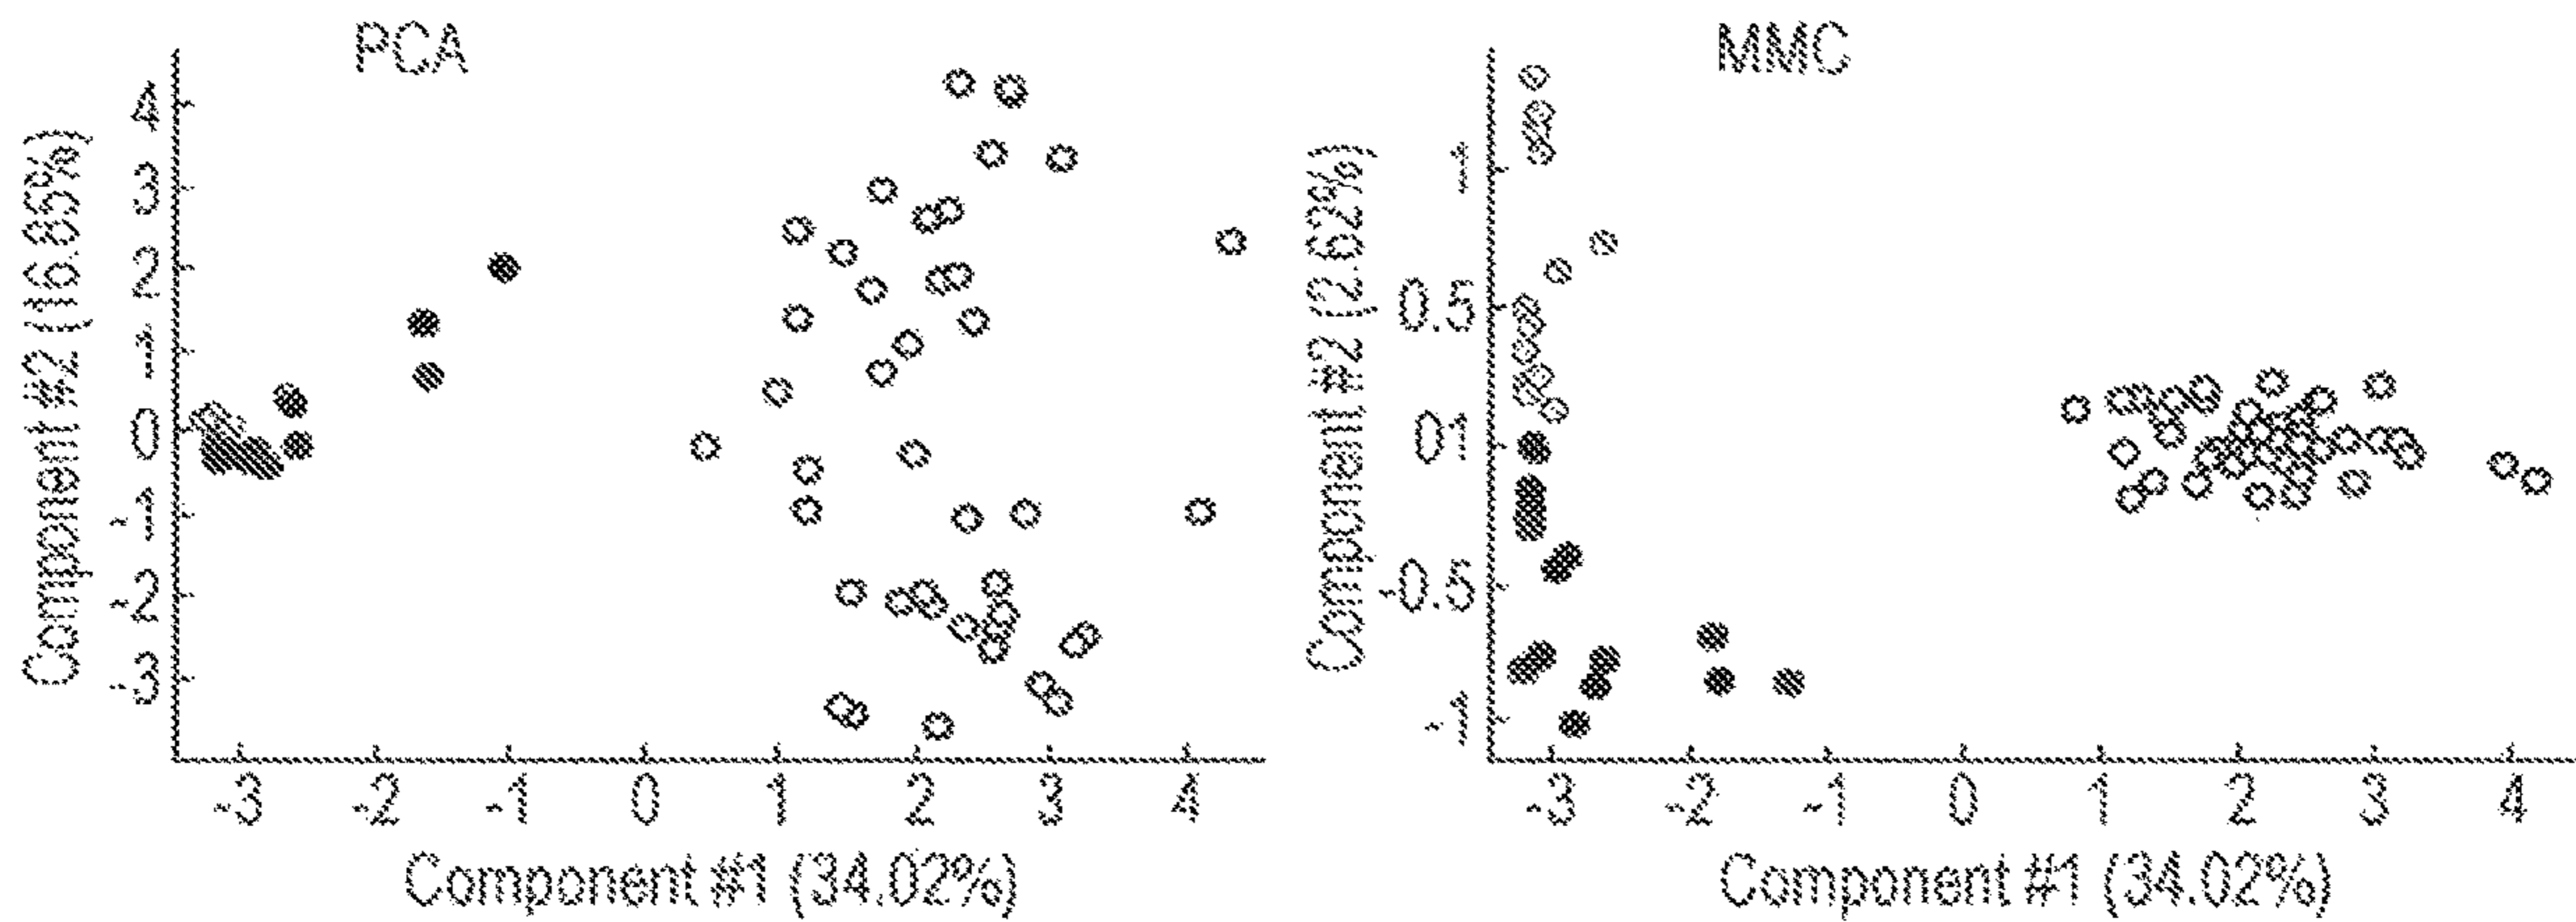 PCA
Component #2 (16.85%)
4
3
2
1
0
-1
-2
-3
-3 -2 -1 0 1 2 3 4
Component #1 (34.02%)
MMC
Component #2 (2.62%)
1
0.5
01
-0.5
-1
-3 -2 -1 0 1 2 3 4
Component #1 (34.02%)